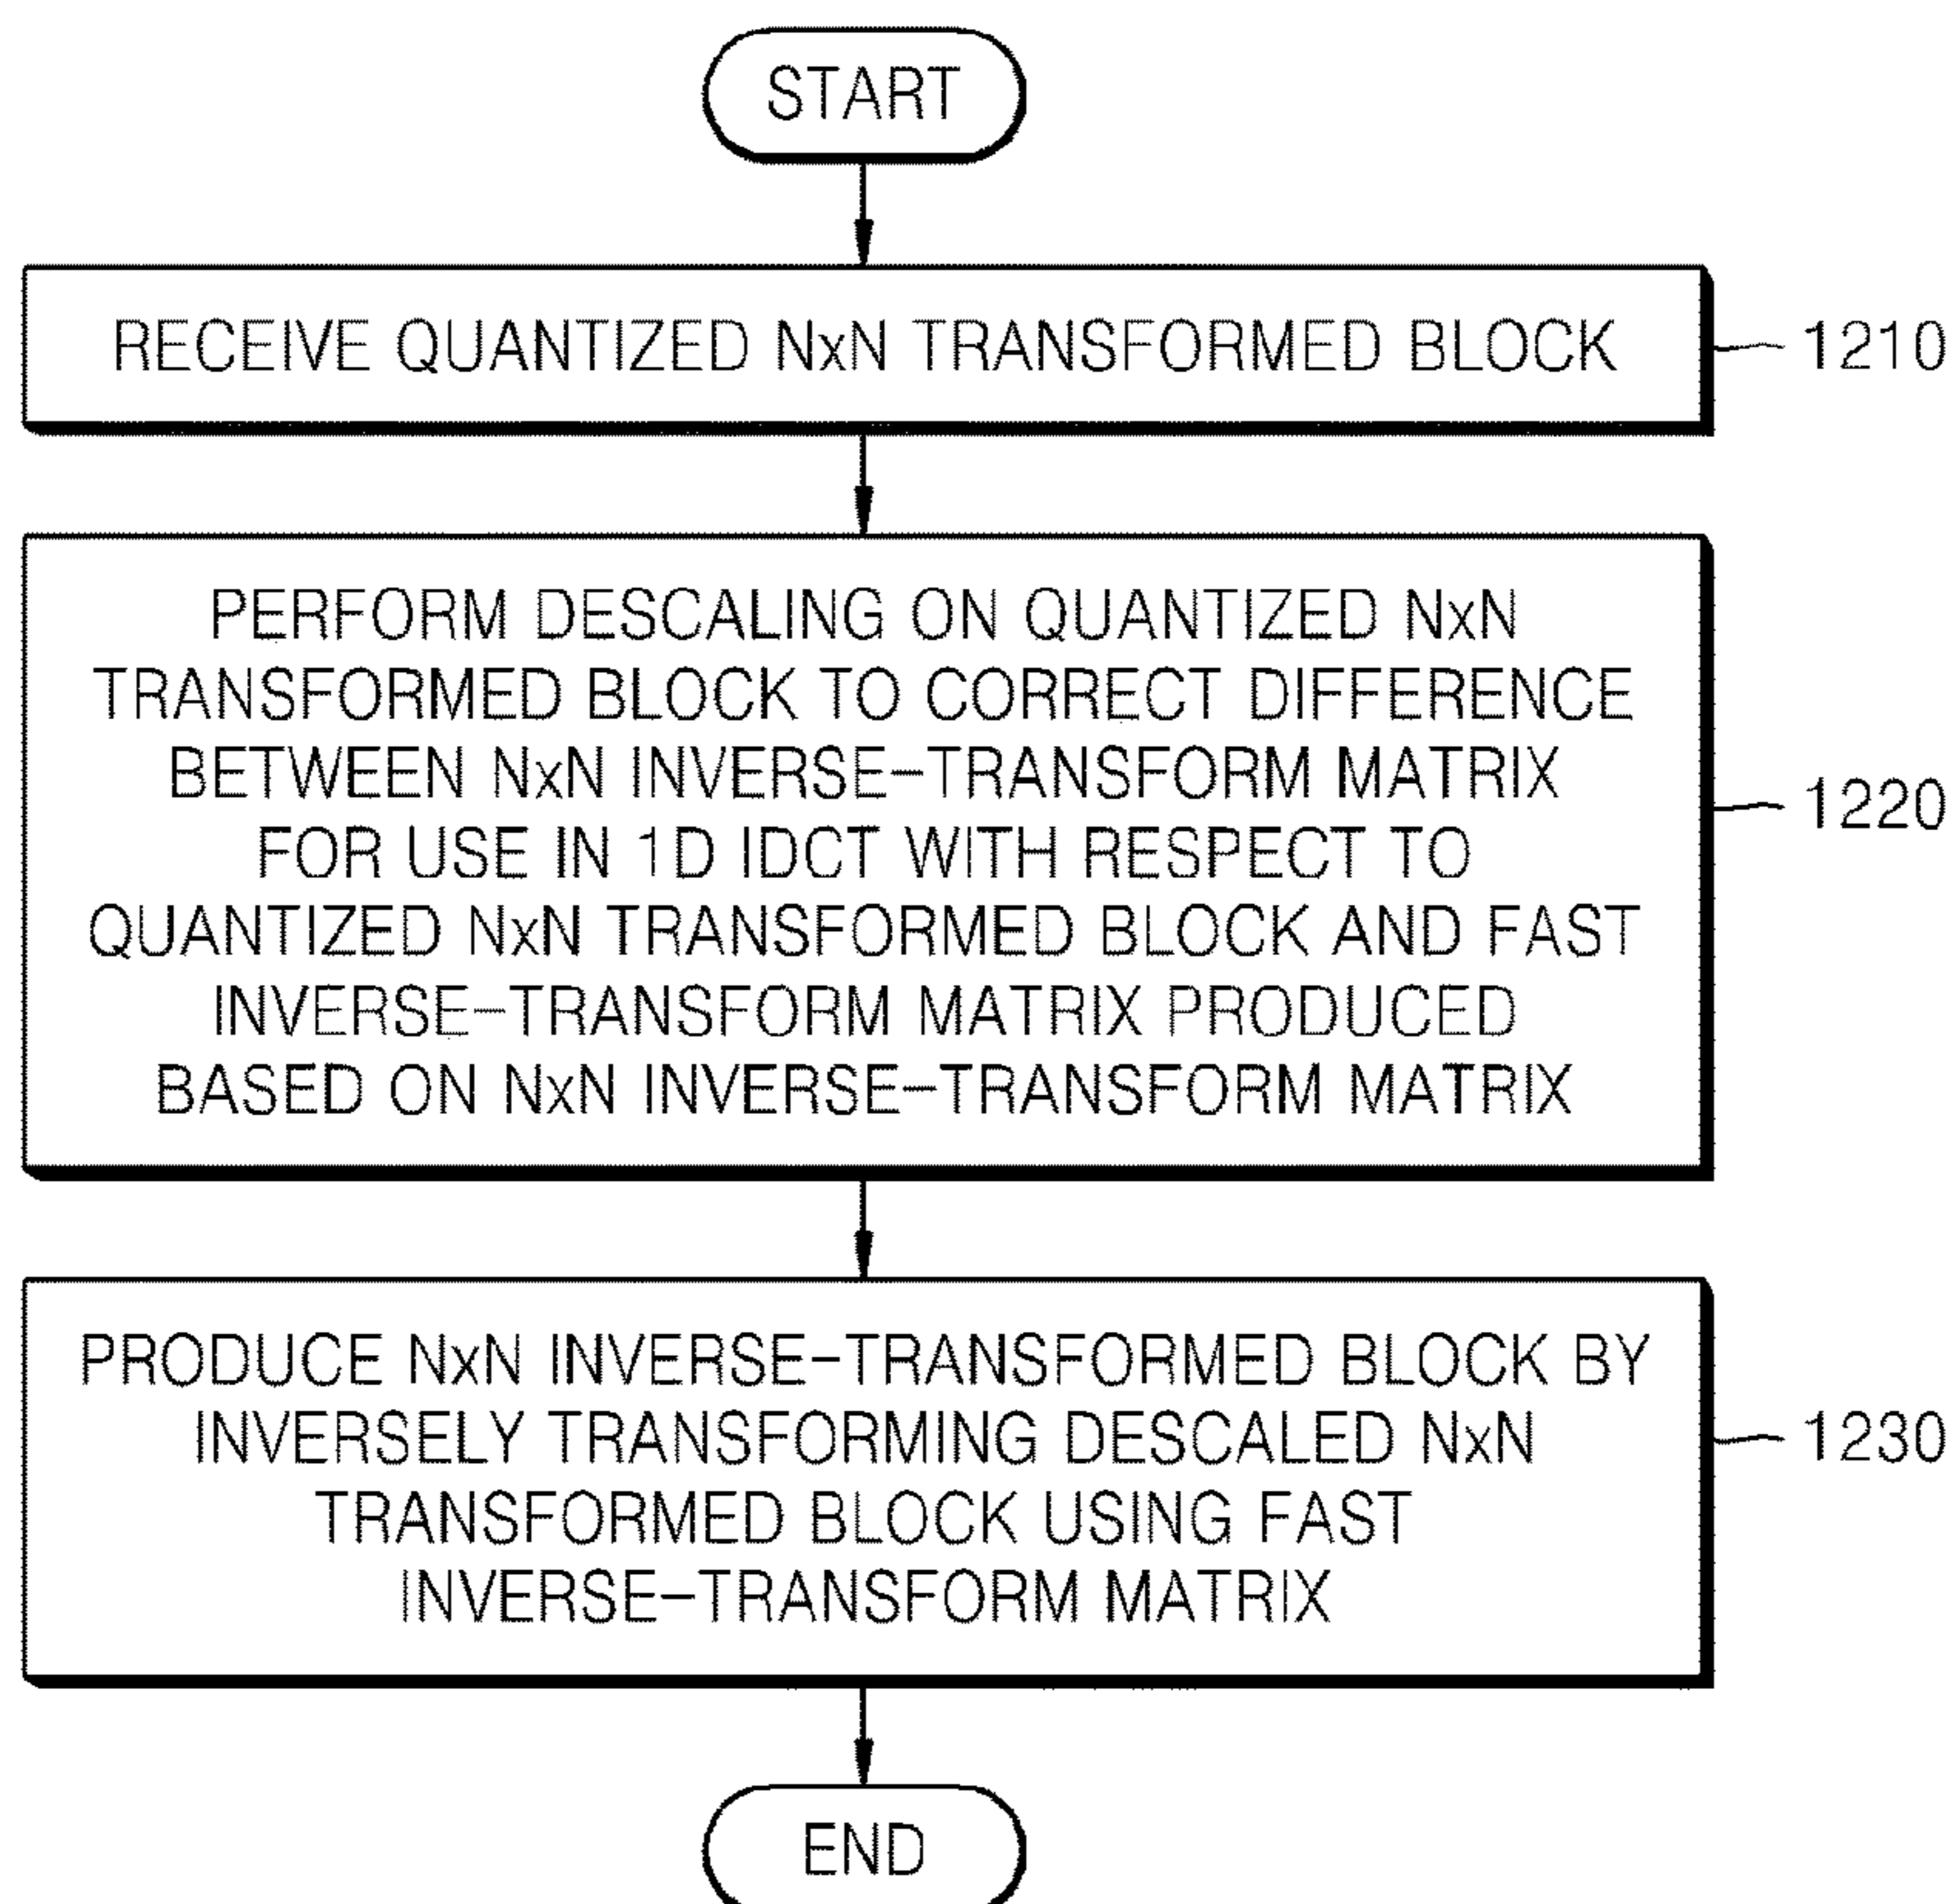 START
RECEIVE QUANTIZED NxN TRANSFORMED BLOCK
1210
PERFORM DESCALING ON QUANTIZED NxN
TRANSFORMED BLOCK TO CORRECT DIFFERENCE
BETWEEN NxN INVERSE-TRANSFORM MATRIX
FOR USE IN 1D IDCT WITH RESPECT TO
QUANTIZED NxN TRANSFORMED BLOCK AND FAST
INVERSE-TRANSFORM MATRIX PRODUCED
BASED ON NxN INVERSE-TRANSFORM MATRIX
1220
PRODUCE NxN INVERSE-TRANSFORMED BLOCK BY
INVERSELY TRANSFORMING DESCALED NxN
TRANSFORMED BLOCK USING FAST
INVERSE-TRANSFORM MATRIX
1230
END